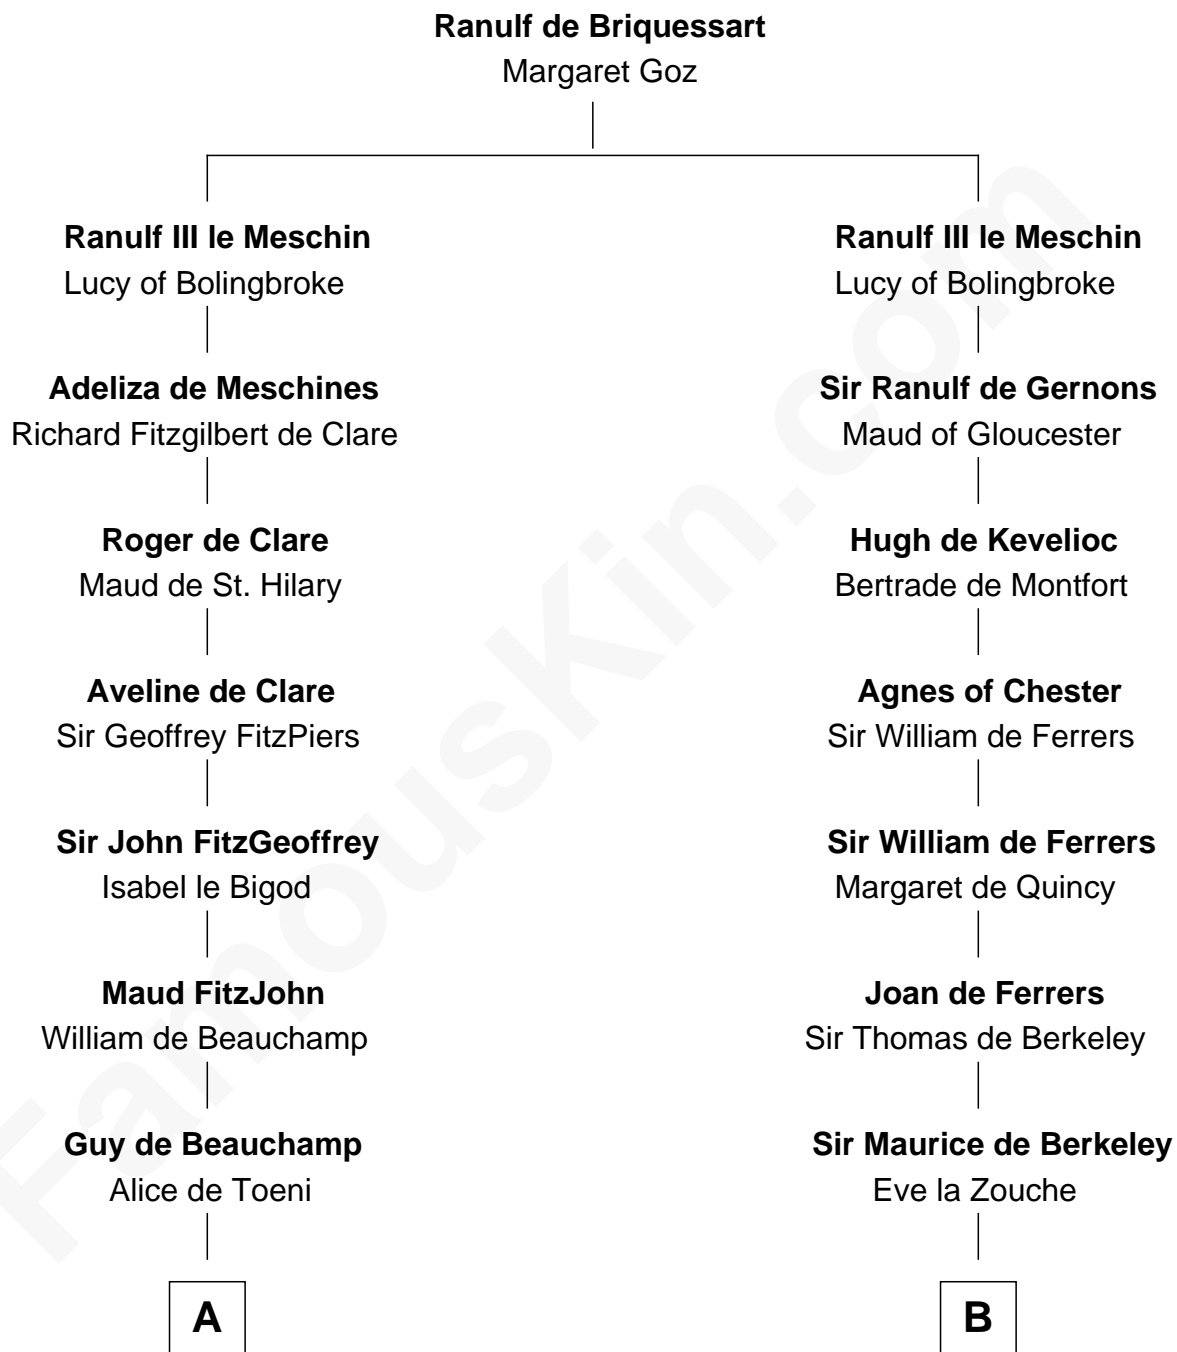 Ranulf de Briquessart
Margaret Goz
Ranulf III le Meschin
Lucy of Bolingbroke
Adeliza de Meschines
Richard Fitzgilbert de Clare
Roger de Clare
Maud de St. Hilary
Aveline de Clare
Sir Geoffrey FitzPiers
Sir John FitzGeoffrey
Isabel le Bigod
Maud FitzJohn
William de Beauchamp
Guy de Beauchamp
Alice de Toeni
A
Ranulf III le Meschin
Lucy of Bolingbroke
Sir Ranulf de Gernons
Maud of Gloucester
Hugh de Kevelioc
Bertrade de Montfort
Agnes of Chester
Sir William de Ferrers
Sir William de Ferrers
Margaret de Quincy
Joan de Ferrers
Sir Thomas de Berkeley
Sir Maurice de Berkeley
Eve la Zouche
B
FamousKin.com